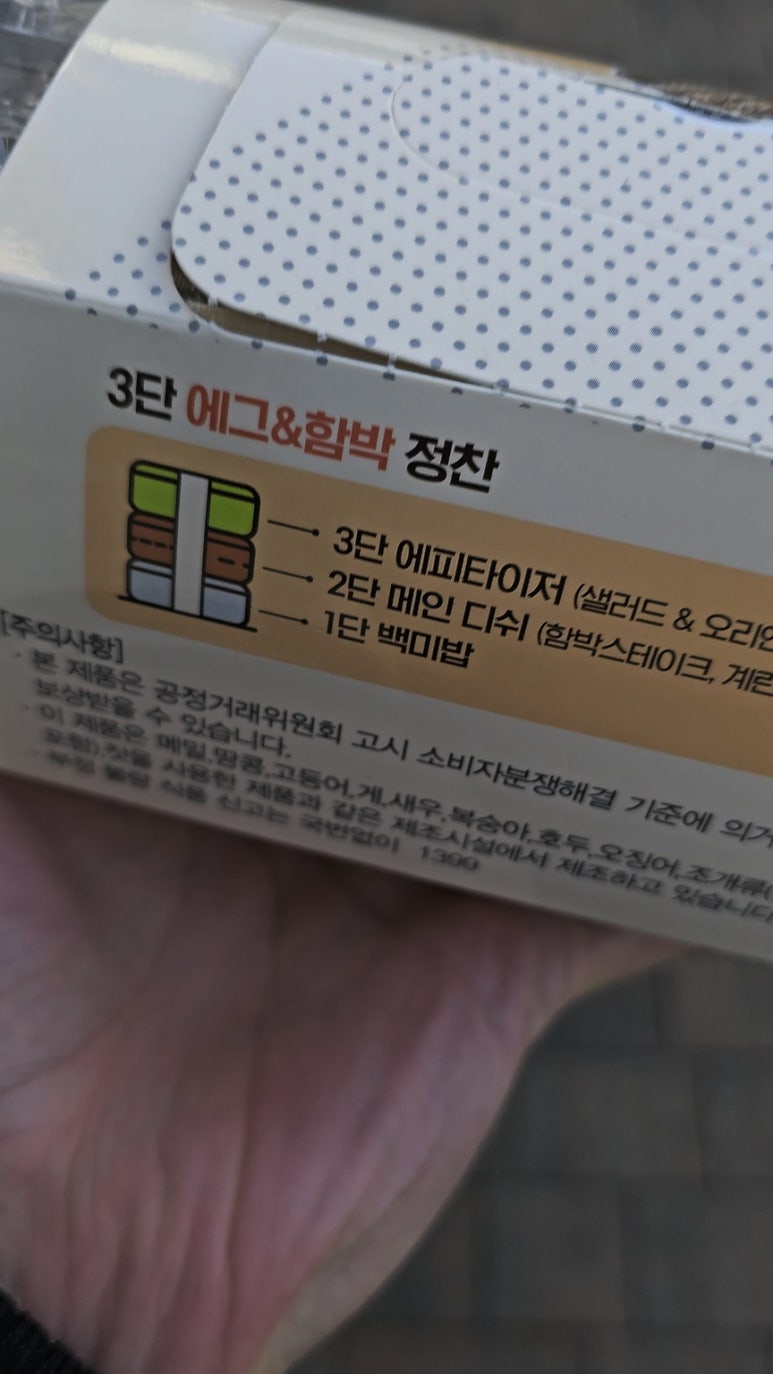 3단 에그&함박 정찬
3단 에피타이저 (샐러드 & 오리엔
2단 메인 디쉬 (함박스테이크, 계란
1단 백미밥
[주의사항]
· 본 제품은 공정거래위원회 고시 소비자분쟁해결 기준에 의거
보상받을 수 있습니다.
· 이 제품은 메밀,땅콩,고등어,게,새우,복숭아,호두,오징어,조개류(
포함),잣을 사용한 제품과 같은 제조시설에서 제조하고 있습니다
· 부정 불량 식품 신고는 국번없이 1399